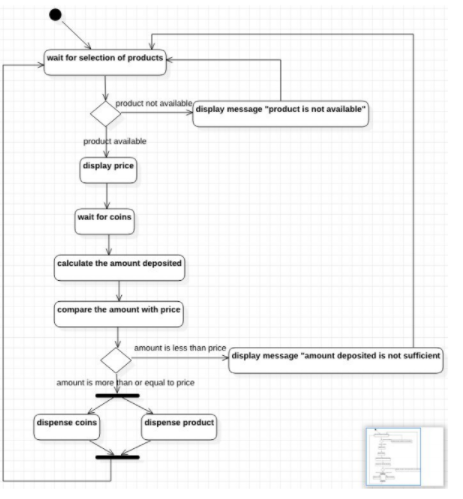 wait for selection of products
product not available
display message "product is not available"
product available
display price
wait for coins
calculate the amount deposited
compare the amount with price
amount is less than price
display message "amount deposited is not sufficient
amount is more than or equal to price
dispense coins
dispense product